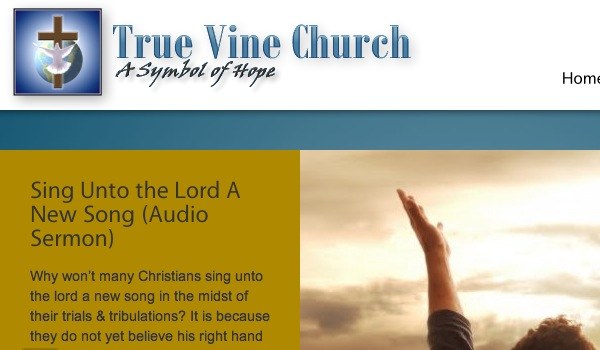 True Vine Church
A Symbol of Hope
Home
Sing Unto the Lord A
New Song (Audio
Sermon)
Why won't many Christians sing unto
the lord a new song in the midst of
their trials & tribulations? It is because
they do not yet believe his right hand